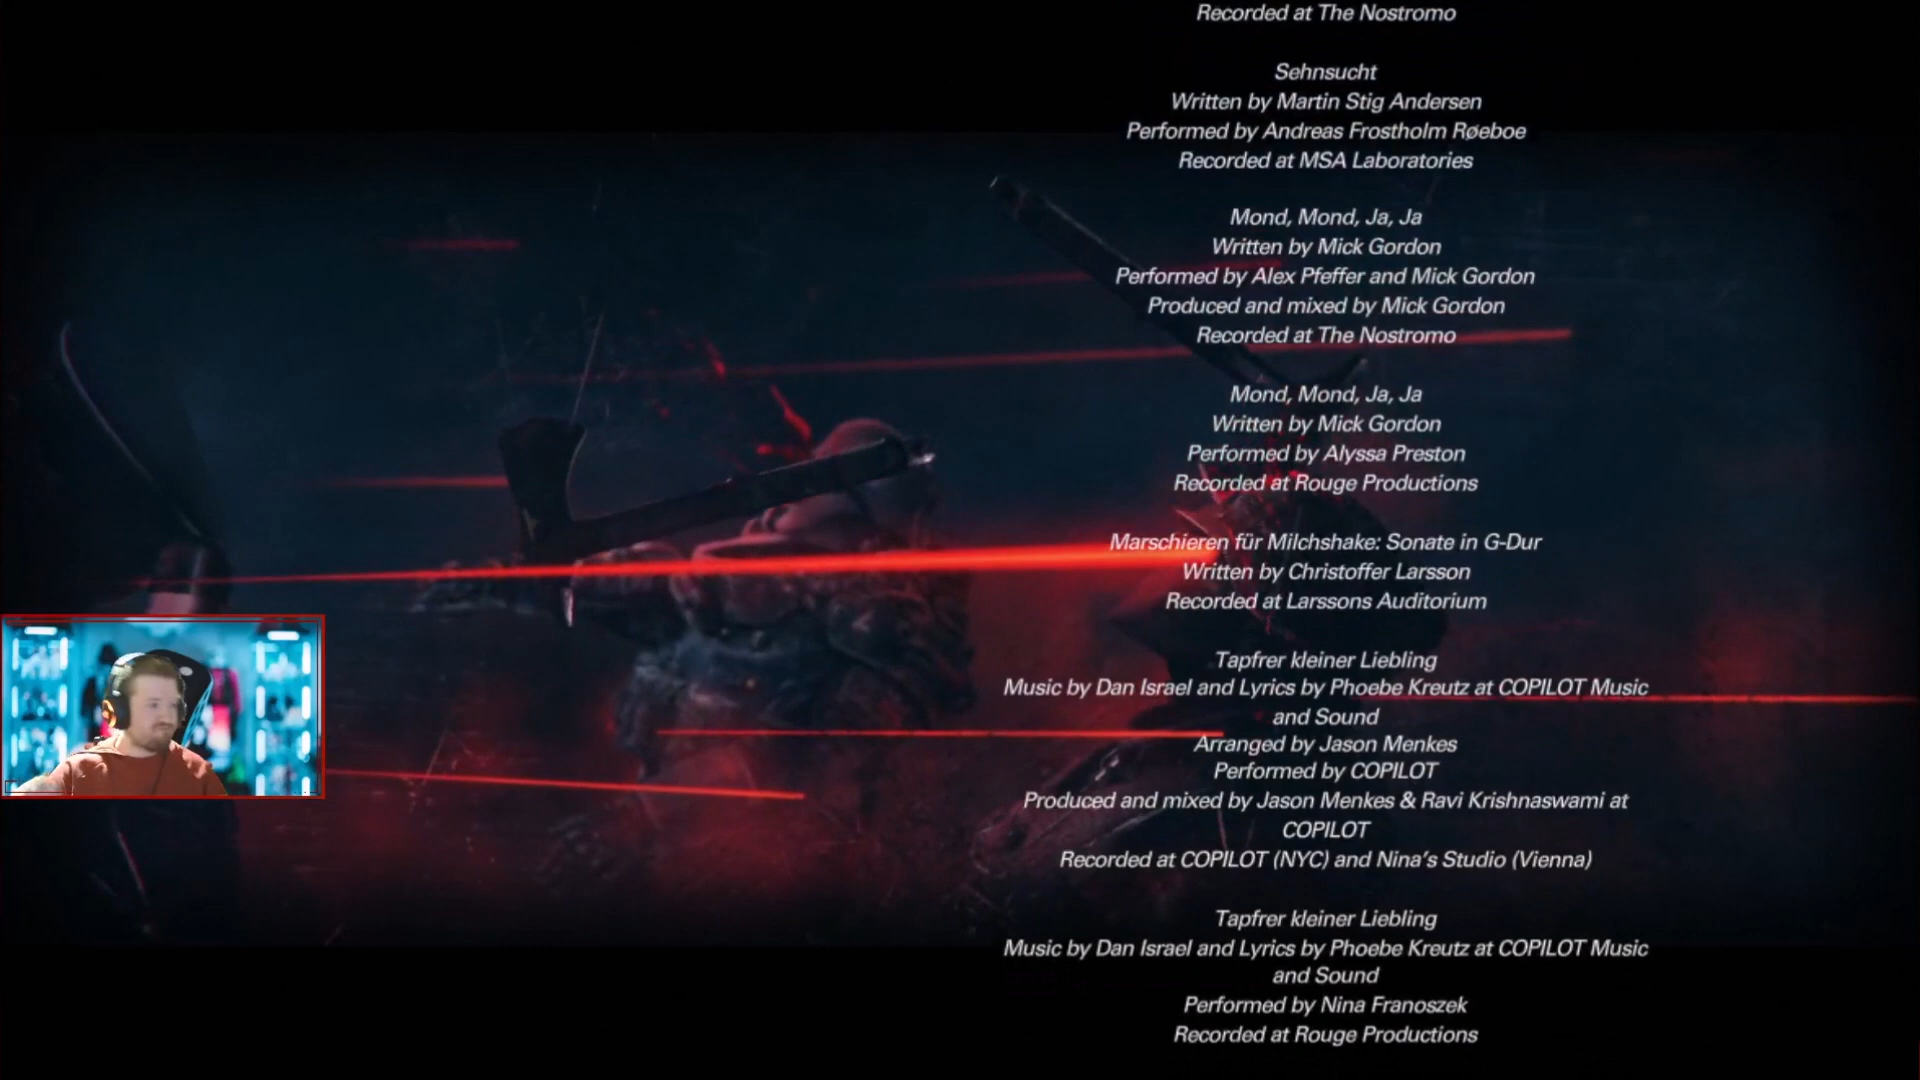 Recorded at The Nostromo
Sehnsucht
Written by Martin Stig Andersen
Performed by Andreas Frostholm Røeboe
Recorded at MSA Laboratories
Mond, Mond, Ja, Ja
Written by Mick Gordon
Performed by Alex Pfeffer and Mick Gordon
Produced and mixed by Mick Gordon
Recorded at The Nostromo
Mond, Mond, Ja, Ja
Written by Mick Gordon
Performed by Alyssa Preston
Recorded at Rouge Productions
Marschieren für Milchshake: Sonate in G-Dur
Written by Christoffer Larsson
Recorded at Larssons Auditorium
Tapfrer kleiner Liebling
Music by Dan Israel and Lyrics by Phoebe Kreutz at COPILOT Music
and Sound
Arranged by Jason Menkes
Performed by COPILOT
Produced and mixed by Jason Menkes & Ravi Krishnaswami at
COPILOT
Recorded at COPILOT (NYC) and Nina's Studio (Vienna)
Tapfrer kleiner Liebling
Music by Dan Israel and Lyrics by Phoebe Kreutz at COPILOT Music
and Sound
Performed by Nina Franoszek
Recorded at Rouge Productions